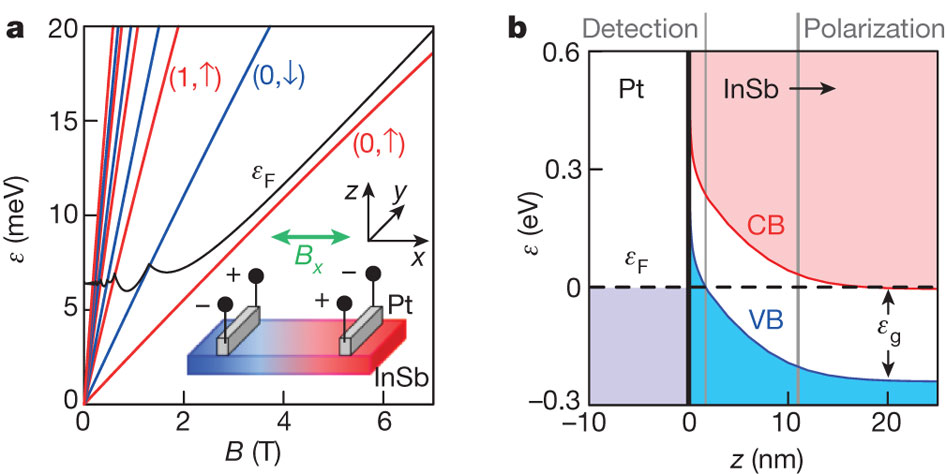 a
20
15
10
5
0
0
2
4
6
ε (meV)
B (T)
(1,↑)
(0,↓)
(0,↑)
εF
z
y
x
Bx
−
+
+
−
Pt
InSb
b
Detection
Polarization
0.6
0.3
0
−0.3
−10
0
10
20
ε (eV)
z (nm)
Pt
InSb
εF
CB
VB
εg